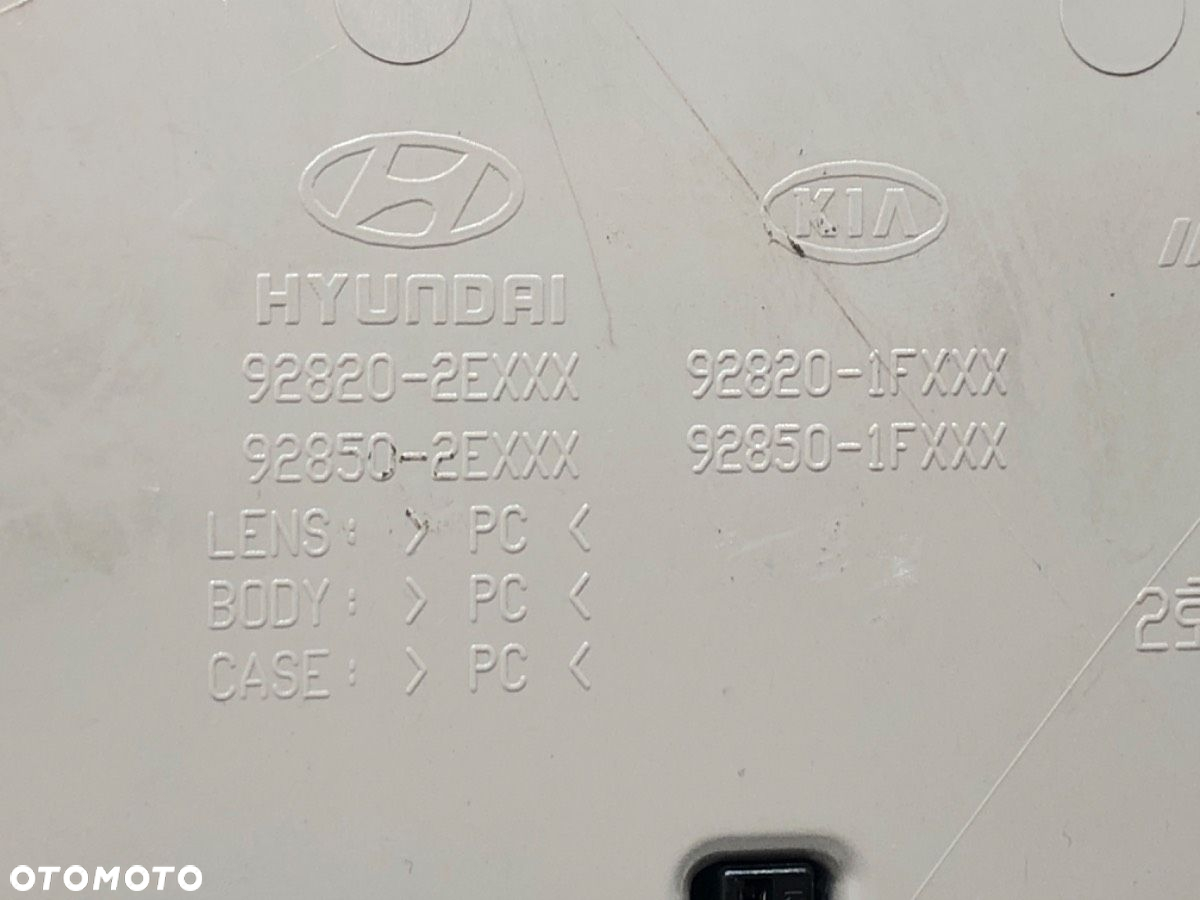 KIA
HYUNDAI
92820-2EXXX 92820-1FXXX
92850-2EXXX 92850-1FXXX
LENS: > PC <
BODY: > PC <
CASE: > PC <
OTOMOTO